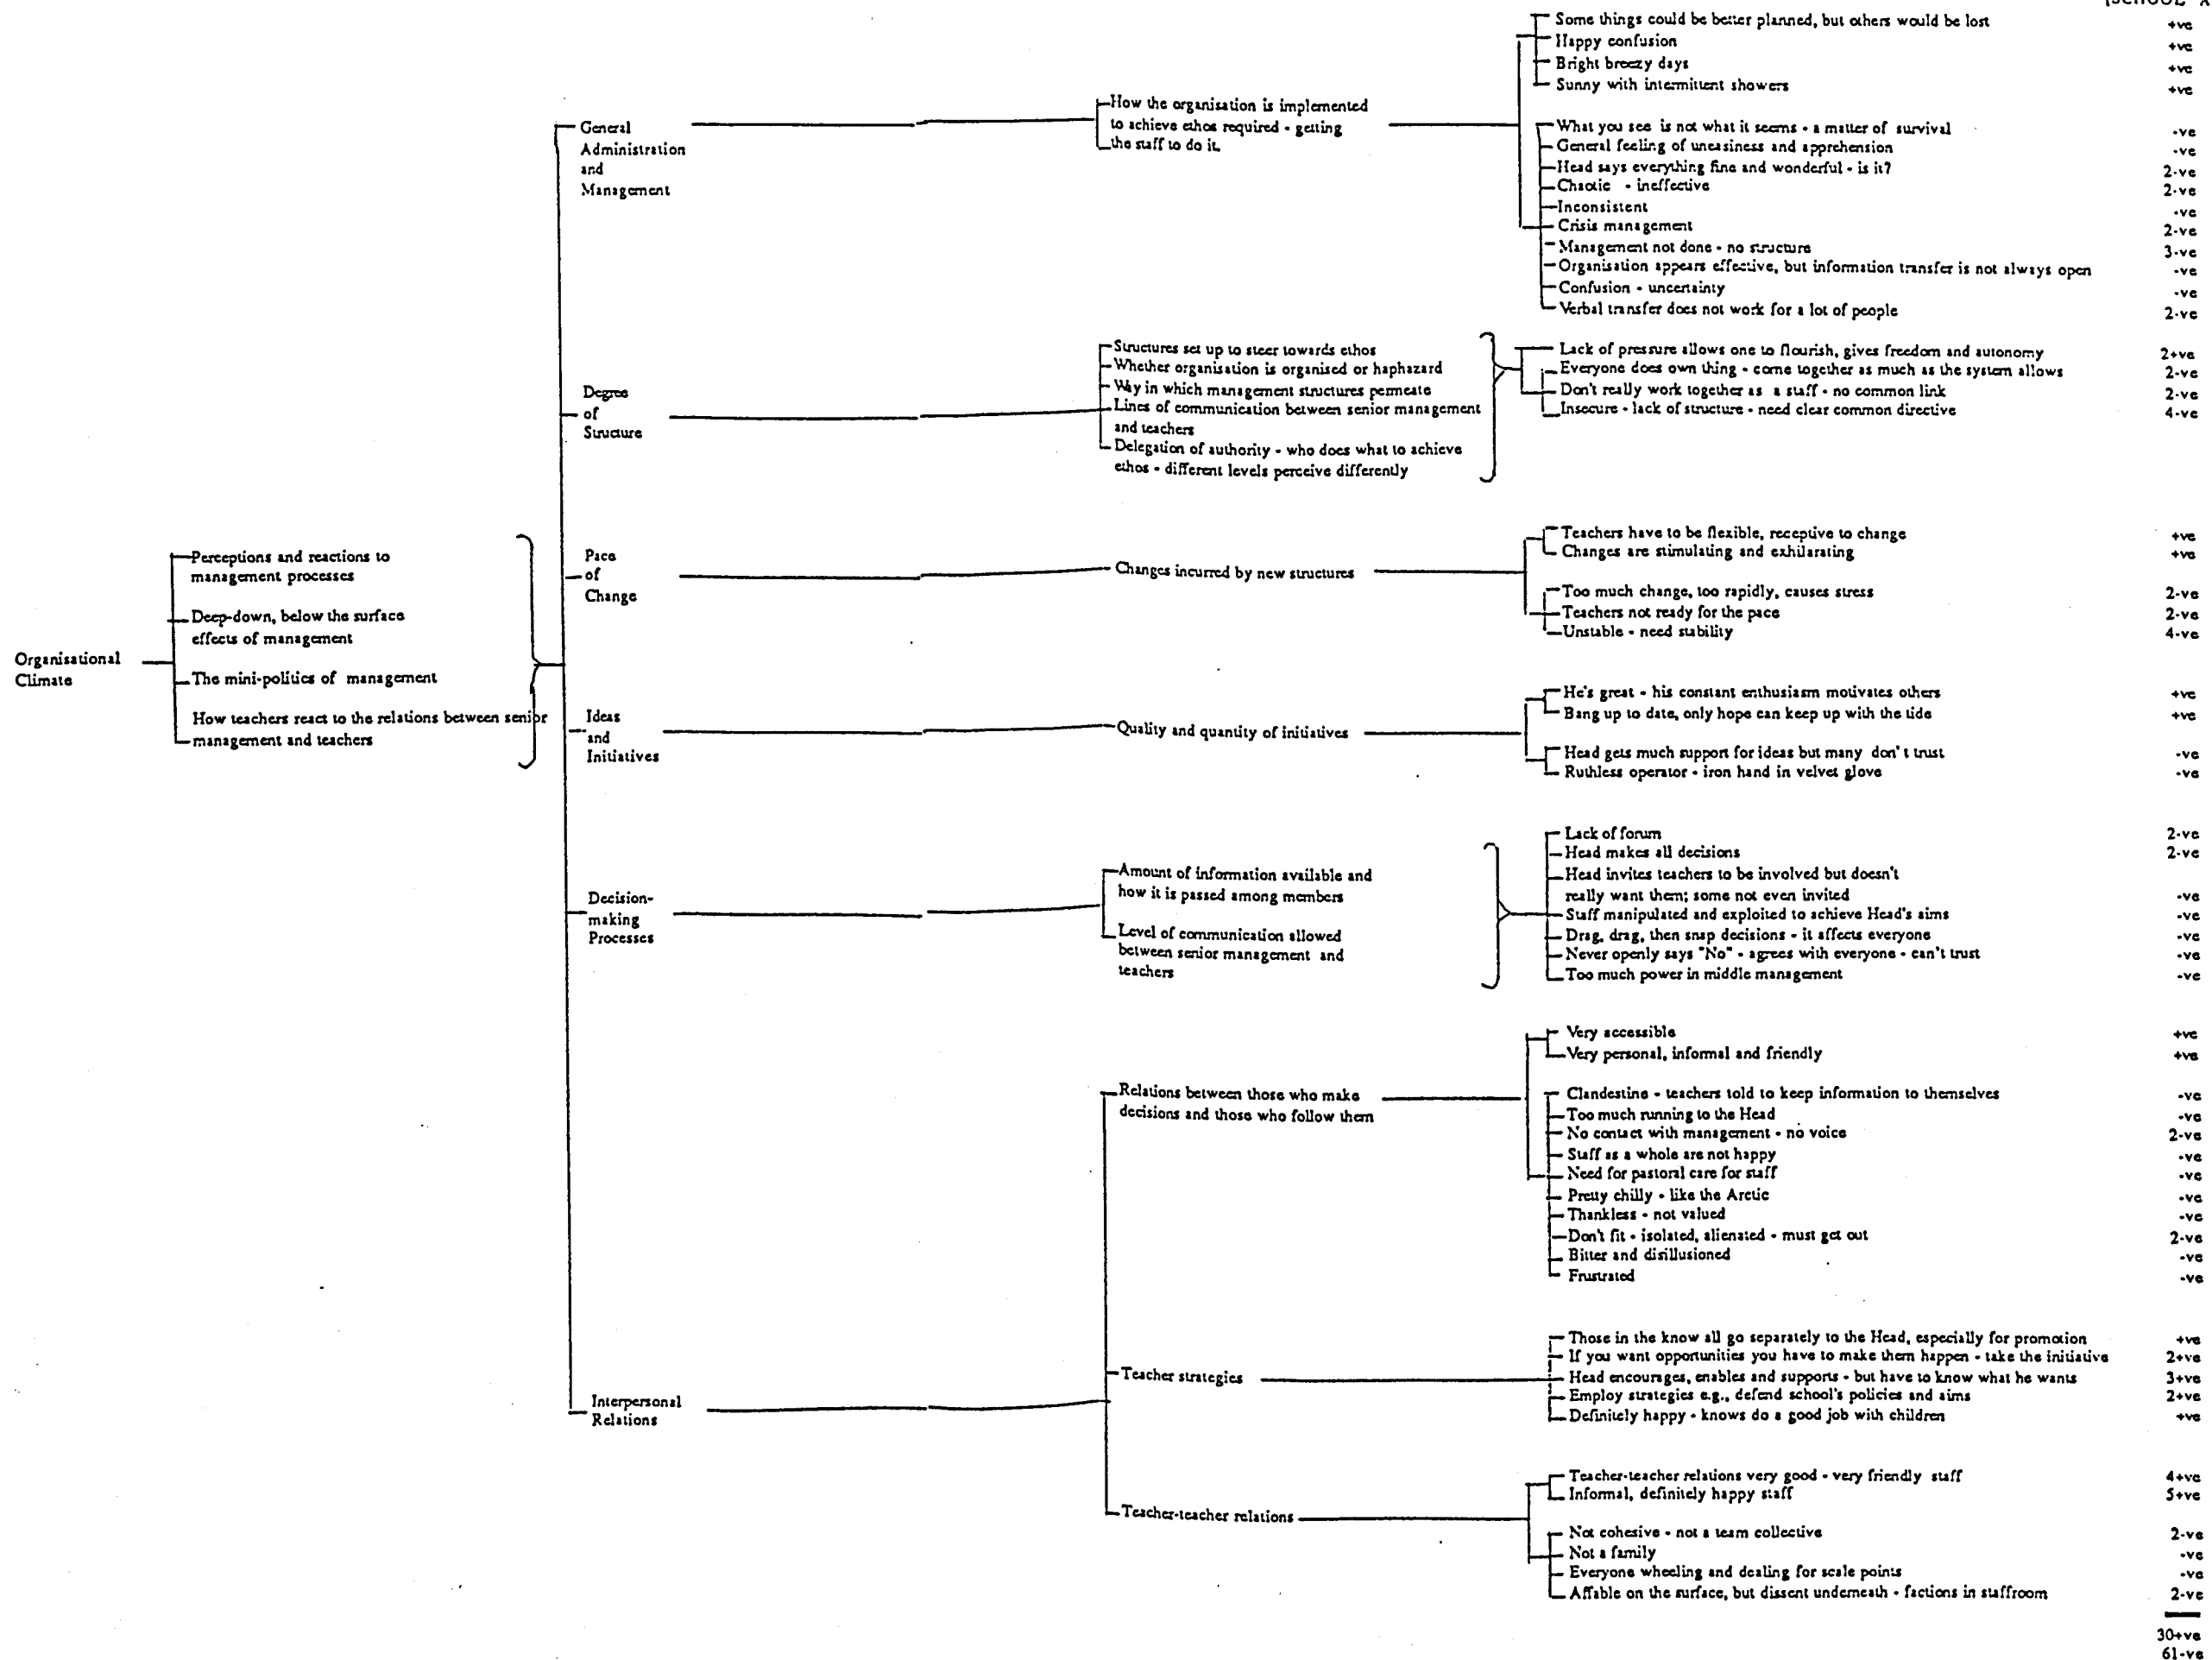 Organisational
Climate
Perceptions and reactions to
management processes
Deep-down, below the surface
effects of management
The mini-politics of management
How teachers react to the relations between senior
management and teachers
General
Administration
and
Management
How the organisation is implemented
to achieve ethos required - getting
the staff to do it.
Some things could be better planned, but others would be lost +ve
Happy confusion +ve
Bright breezy days +ve
Sunny with intermittent showers +ve
What you see is not what it seems - a matter of survival -ve
General feeling of uneasiness and apprehension -ve
Head says everything fine and wonderful - is it? 2-ve
Chaotic - ineffective 2-ve
Inconsistent -ve
Crisis management 2-ve
Management not done - no structure 3-ve
Organisation appears effective, but information transfer is not always open -ve
Confusion - uncertainty -ve
Verbal transfer does not work for a lot of people 2-ve
Degree
of
Structure
Structures set up to steer towards ethos
Whether organisation is organised or haphazard
Way in which management structures permeate
Lines of communication between senior management
and teachers
Delegation of authority - who does what to achieve
ethos - different levels perceive differently
Lack of pressure allows one to flourish, gives freedom and autonomy 2+ve
Everyone does own thing - come together as much as the system allows 2-ve
Don't really work together as a staff - no common link 2-ve
Insecure - lack of structure - need clear common directive 4-ve
Pace
of
Change
Changes incurred by new structures
Teachers have to be flexible, receptive to change +ve
Changes are stimulating and exhilarating +ve
Too much change, too rapidly, causes stress 2-ve
Teachers not ready for the pace 2-ve
Unstable - need stability 4-ve
Ideas
and
Initiatives
Quality and quantity of initiatives
He's great - his constant enthusiasm motivates others +ve
Bang up to date, only hope can keep up with the tide +ve
Head gets much support for ideas but many don't trust -ve
Ruthless operator - iron hand in velvet glove -ve
Decision-
making
Processes
Amount of information available and
how it is passed among members
Level of communication allowed
between senior management and
teachers
Lack of forum 2-ve
Head makes all decisions 2-ve
Head invites teachers to be involved but doesn't
really want them; some not even invited -ve
Staff manipulated and exploited to achieve Head's aims -ve
Drag, drag, then snap decisions - it affects everyone -ve
Never openly says "No" - agrees with everyone - can't trust -ve
Too much power in middle management -ve
Interpersonal
Relations
Relations between those who make
decisions and those who follow them
Very accessible +ve
Very personal, informal and friendly +ve
Clandestine - teachers told to keep information to themselves -ve
Too much running to the Head -ve
No contact with management - no voice 2-ve
Staff as a whole are not happy -ve
Need for pastoral care for staff -ve
Pretty chilly - like the Arctic -ve
Thankless - not valued -ve
Don't fit - isolated, alienated - must get out 2-ve
Bitter and disillusioned -ve
Frustrated -ve
Teacher strategies
Those in the know all go separately to the Head, especially for promotion +ve
If you want opportunities you have to make them happen - take the initiative 2+ve
Head encourages, enables and supports - but have to know what he wants 3+ve
Employ strategies e.g., defend school's policies and aims 2+ve
Definitely happy - knows do a good job with children +ve
Teacher-teacher relations
Teacher-teacher relations very good - very friendly staff 4+ve
Informal, definitely happy staff 5+ve
Not cohesive - not a team collective 2-ve
Not a family -ve
Everyone wheeling and dealing for scale points -ve
Affable on the surface, but dissent underneath - factions in staffroom 2-ve
30+ve
61-ve